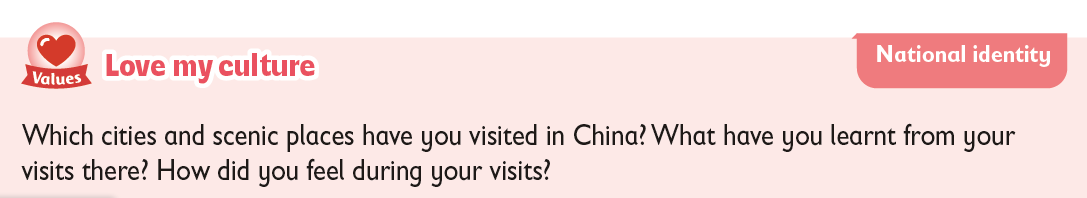 Values
Love my culture
National identity
Which cities and scenic places have you visited in China? What have you learnt from your
visits there? How did you feel during your visits?